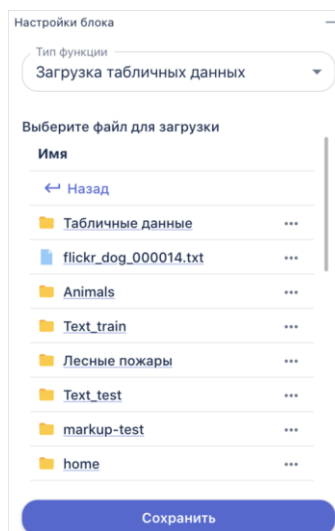 Настройки блока
Тип функции
Загрузка табличных данных
Выберите файл для загрузки
Имя
Назад
Табличные данные
flickr_dog_000014.txt
Animals
Text_train
Лесные пожары
Text_test
markup-test
home
Сохранить